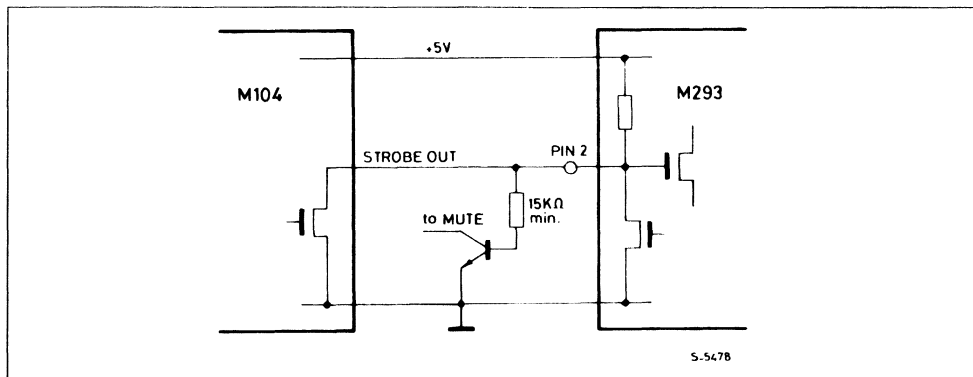 +5V
M104
M293
STROBE OUT
PIN 2
15KΩ
min.
to MUTE
S-5478